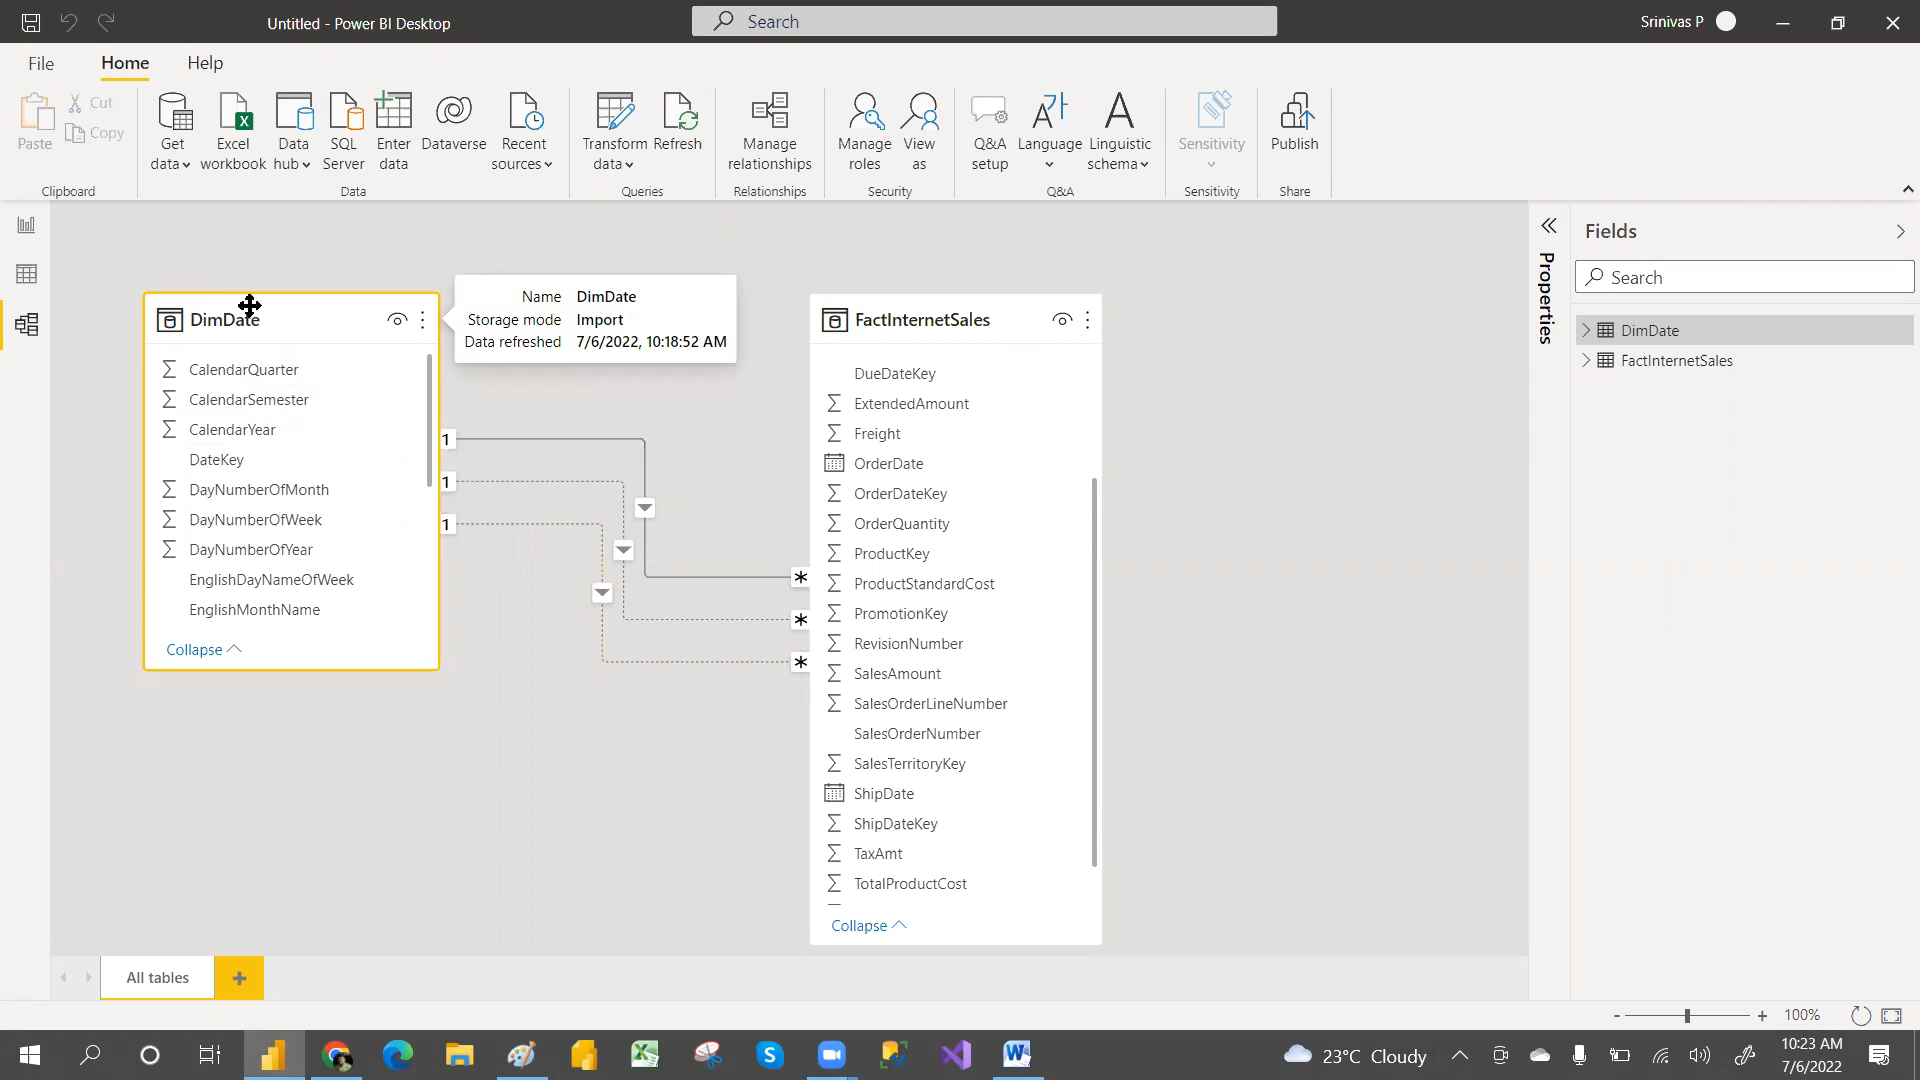 Untitled - Power BI Desktop
Search
Srinivas P
File
Home
Help
Paste
Cut
Copy
Clipboard
Get data
Excel workbook
Data hub
SQL Server
Enter data
Dataverse
Recent sources
Data
Transform data
Refresh
Queries
Manage relationships
Relationships
Manage roles
View as
Security
Q&A setup
Language
Linguistic schema
Q&A
Sensitivity
Sensitivity
Publish
Share
DimDate
CalendarQuarter
CalendarSemester
CalendarYear
DateKey
DayNumberOfMonth
DayNumberOfWeek
DayNumberOfYear
EnglishDayNameOfWeek
EnglishMonthName
Collapse
Name DimDate
Storage mode Import
Data refreshed 7/6/2022, 10:18:52 AM
1
1
1
*
*
*
FactInternetSales
DueDateKey
ExtendedAmount
Freight
OrderDate
OrderDateKey
OrderQuantity
ProductKey
ProductStandardCost
PromotionKey
RevisionNumber
SalesAmount
SalesOrderLineNumber
SalesOrderNumber
SalesTerritoryKey
ShipDate
ShipDateKey
TaxAmt
TotalProductCost
Collapse
Properties
Fields
Search
DimDate
FactInternetSales
All tables
+
- + 100%
23°C Cloudy
10:23 AM
7/6/2022